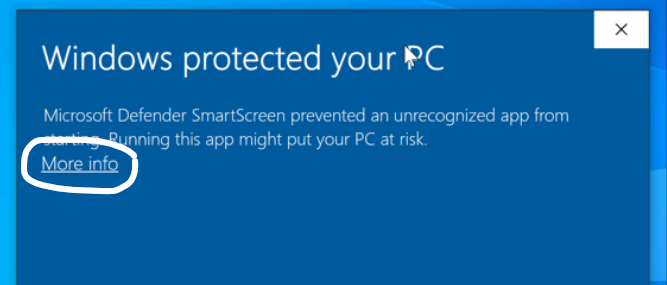 Windows protected your PC
Microsoft Defender SmartScreen prevented an unrecognized app from
starting. Running this app might put your PC at risk.
More info